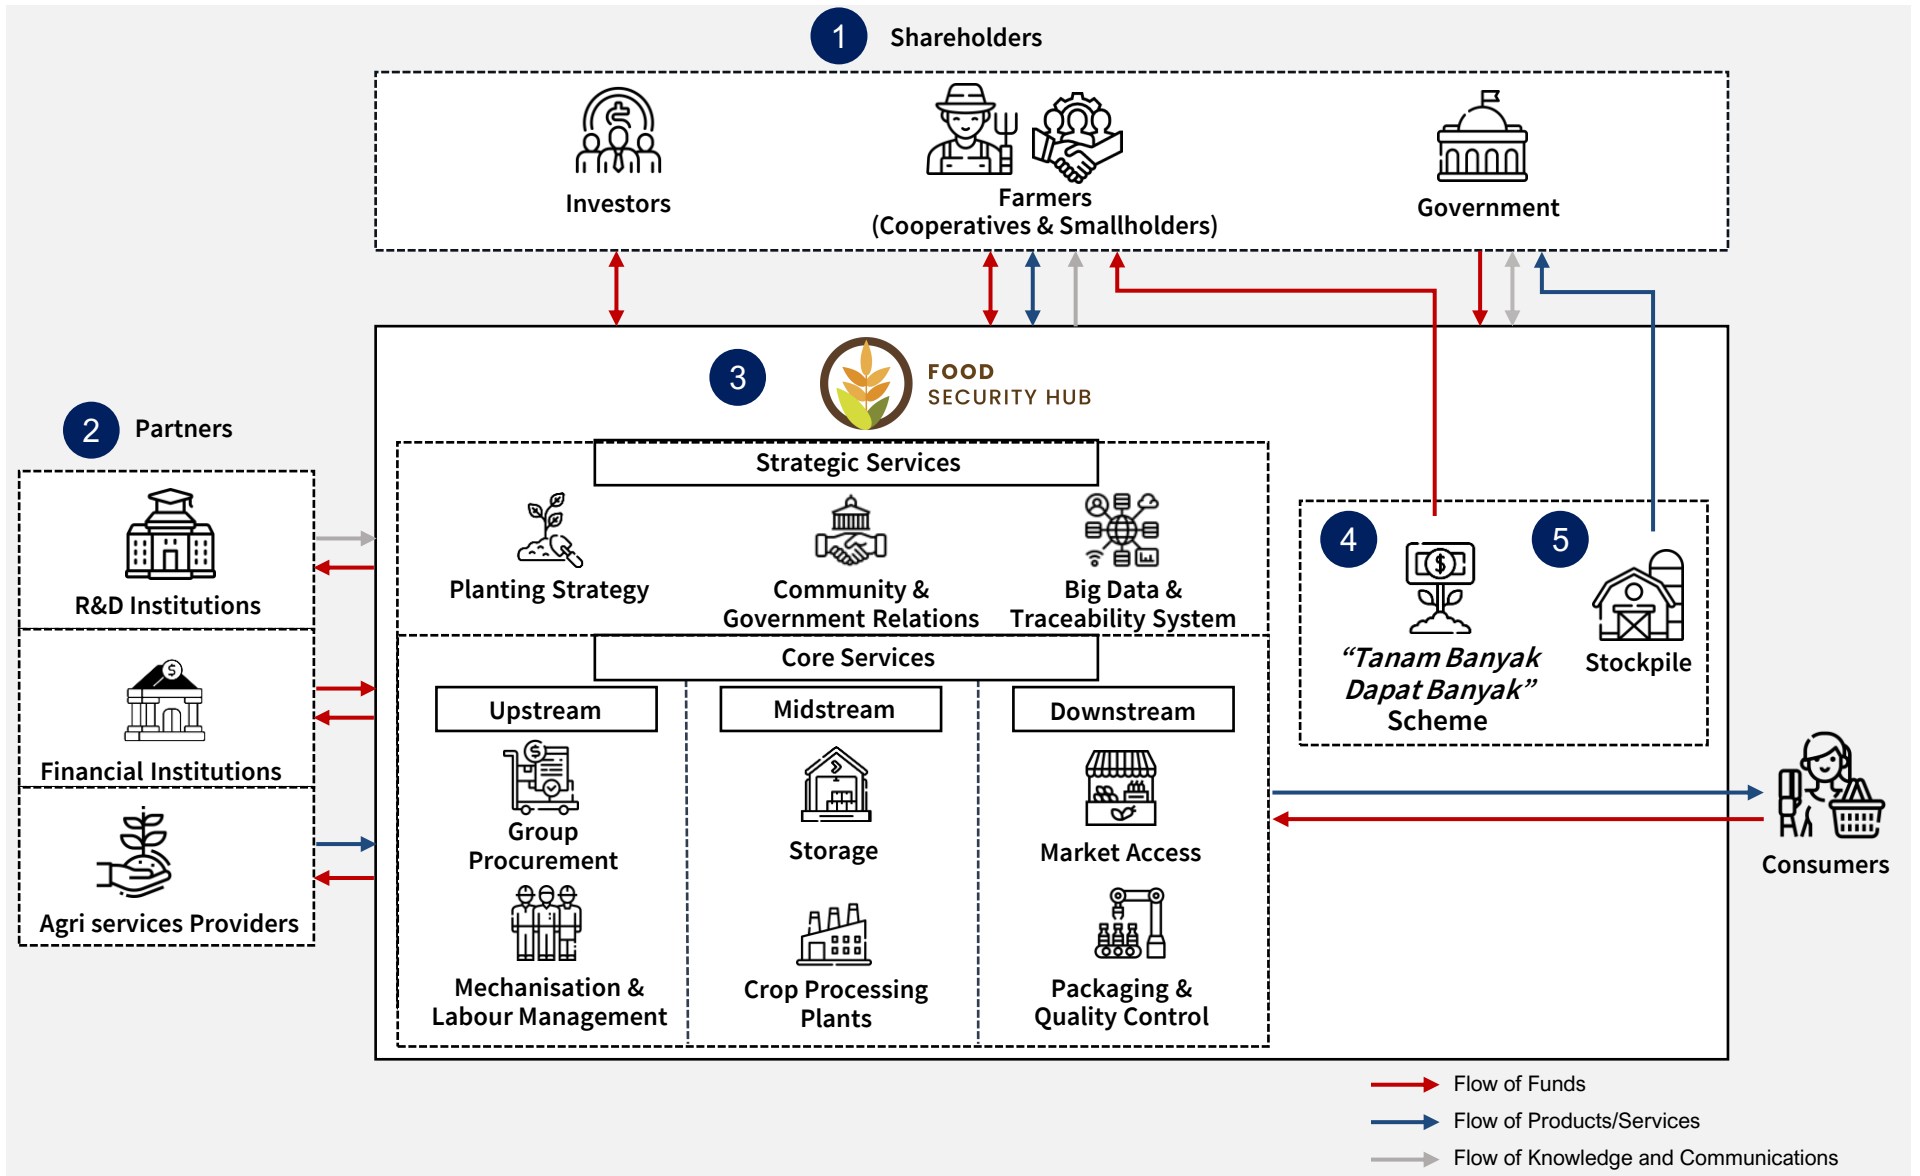 1 Shareholders
Investors
Farmers
(Cooperatives & Smallholders)
Government
2 Partners
R&D Institutions
Financial Institutions
Agri services Providers
3
FOOD
SECURITY HUB
Strategic Services
Planting Strategy
Community &
Government Relations
Big Data &
Traceability System
Core Services
Upstream
Midstream
Downstream
Group
Procurement
Storage
Market Access
Mechanisation &
Labour Management
Crop Processing
Plants
Packaging &
Quality Control
4
“Tanam Banyak
Dapat Banyak”
Scheme
5
Stockpile
Consumers
Flow of Funds
Flow of Products/Services
Flow of Knowledge and Communications